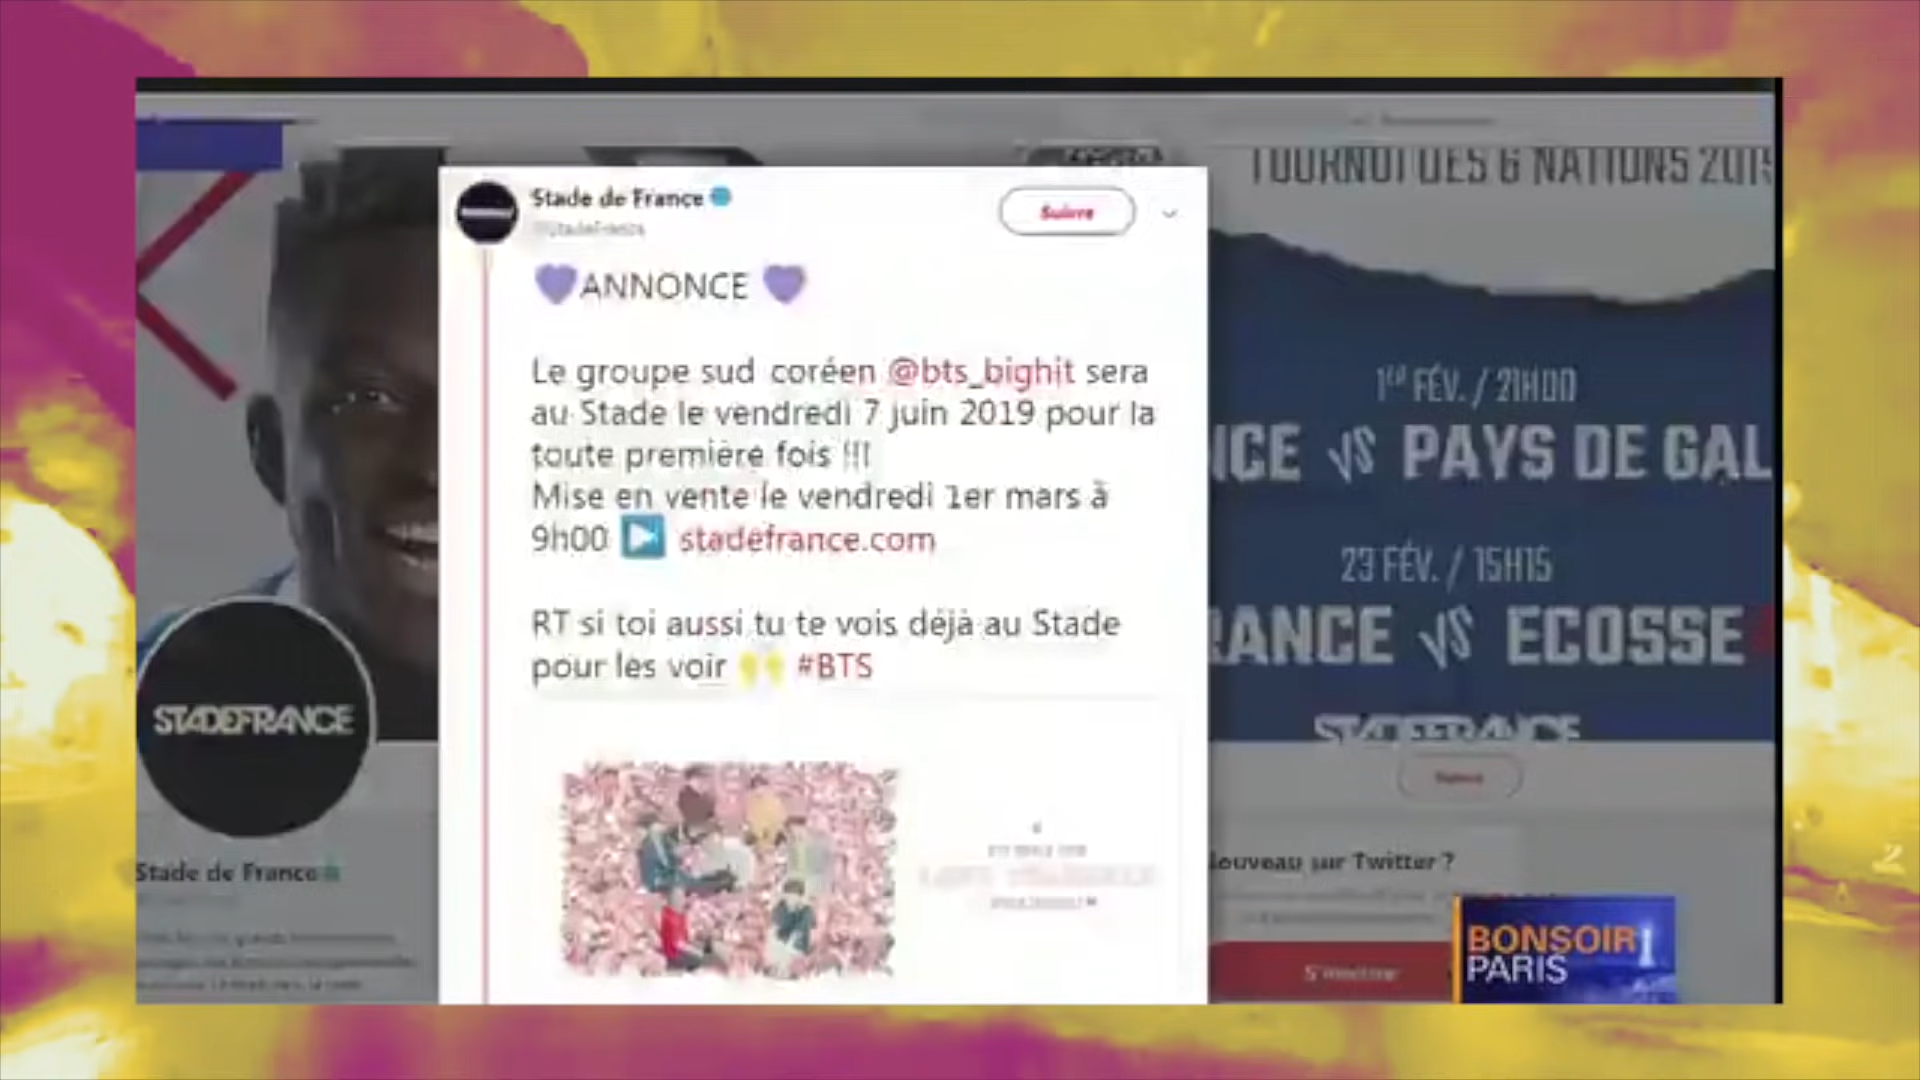 TOURNOI DES 6 NATIONS 2019
Stade de France
Suivre
💜ANNONCE 💜
Le groupe sud coréen @bts_bighit sera
au Stade le vendredi 7 juin 2019 pour la
toute première fois !!!
Mise en vente le vendredi 1er mars à
9h00 ▶ stadefrance.com
RT si toi aussi tu te vois déjà au Stade
pour les voir 🙌 #BTS
1ER FÉV. / 21H00
NCE VS PAYS DE GAL
23 FÉV. / 15H15
RANCE VS ECOSSE
STADEFRANCE
STADEFRANCE
Suivre
Stade de France
Nouveau sur Twitter ?
S'inscrire
BONSOIR
PARIS